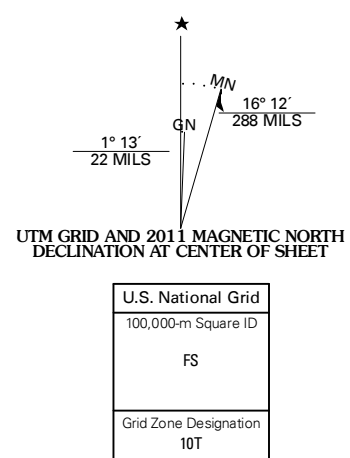 ★
MN
GN
16° 12´
288 MILS
1° 13´
22 MILS
UTM GRID AND 2011 MAGNETIC NORTH
DECLINATION AT CENTER OF SHEET
U.S. National Grid
100,000-m Square ID
FS
Grid Zone Designation
10T